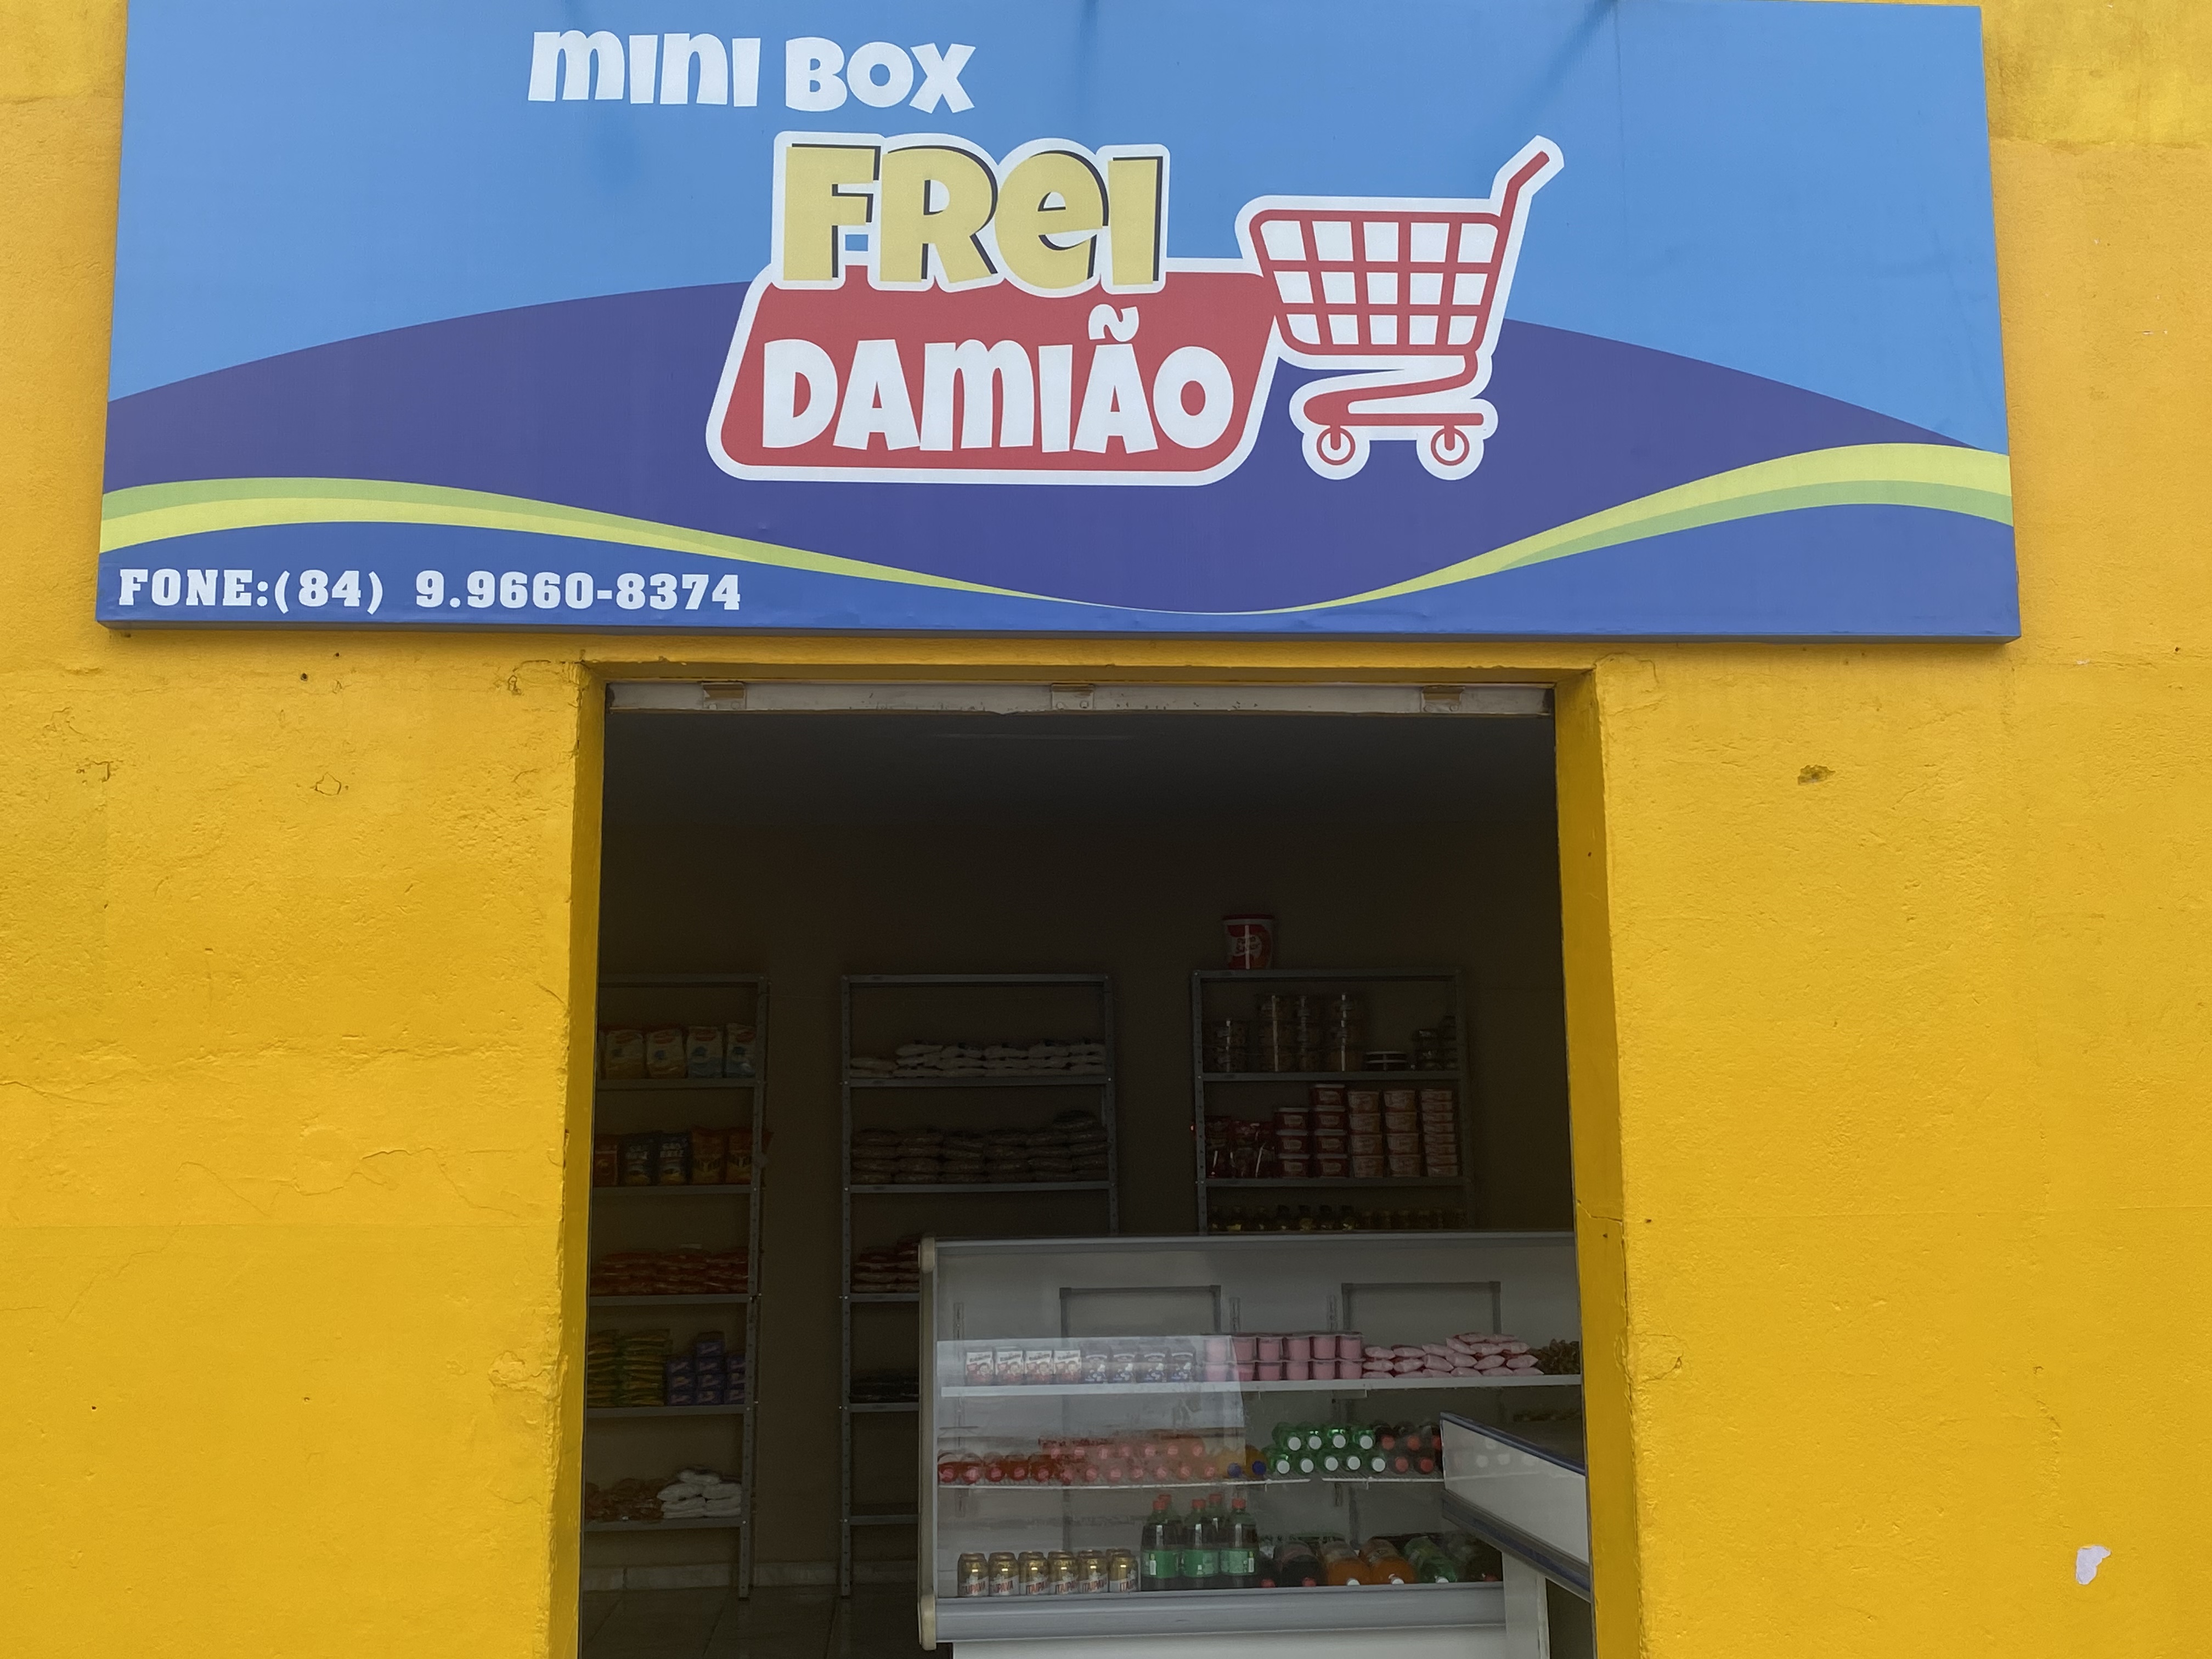 mini BOX
FRei
DAMIÃO
FONE:(84) 9.9660-8374